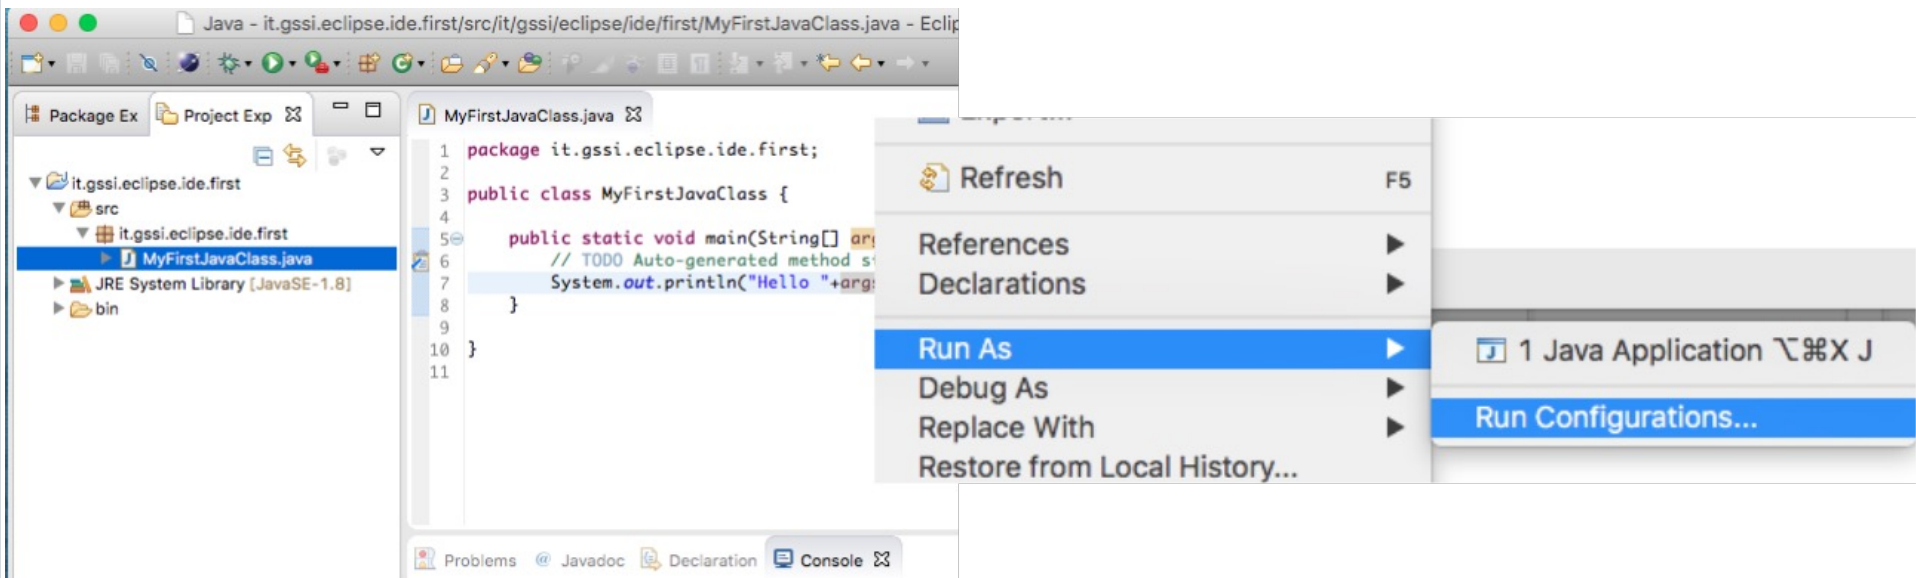 Java - it.gssi.eclipse.ide.first/src/it/gssi/eclipse/ide/first/MyFirstJavaClass.java - Eclip
Package Ex
Project Exp
it.gssi.eclipse.ide.first
src
it.gssi.eclipse.ide.first
MyFirstJavaClass.java
JRE System Library [JavaSE-1.8]
bin
MyFirstJavaClass.java
1 package it.gssi.eclipse.ide.first;
2
3 public class MyFirstJavaClass {
4
5 public static void main(String[] arg
6 // TODO Auto-generated method st
7 System.out.println("Hello "+args
8 }
9
10 }
11
Problems @ Javadoc Declaration Console
Refresh F5
References
Declarations
Run As
Debug As
Replace With
Restore from Local History...
1 Java Application ⌥⌘X J
Run Configurations...